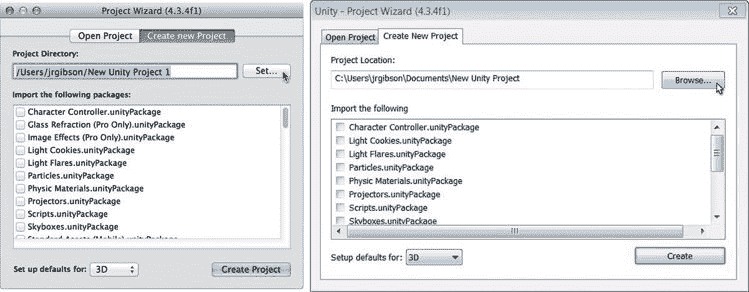 Project Wizard (4.3.4f1)
Open Project Create new Project
Project Directory:
/Users/jrgibson/New Unity Project 1 Set...
Import the following packages:
Character Controller.unityPackage
Glass Refraction (Pro Only).unityPackage
Image Effects (Pro Only).unityPackage
Light Cookies.unityPackage
Light Flares.unityPackage
Particles.unityPackage
Physic Materials.unityPackage
Projectors.unityPackage
Scripts.unityPackage
Skyboxes.unityPackage
Standard Assets (Mobile).unityPackage
Set up defaults for: 3D Create Project
Unity - Project Wizard (4.3.4f1)
Open Project Create New Project
Project Location:
C:\Users\jrgibson\Documents\New Unity Project Browse...
Import the following
Character Controller.unityPackage
Light Cookies.unityPackage
Light Flares.unityPackage
Particles.unityPackage
Physic Materials.unityPackage
Projectors.unityPackage
Scripts.unityPackage
Skyboxes.unityPackage
Setup defaults for: 3D Create